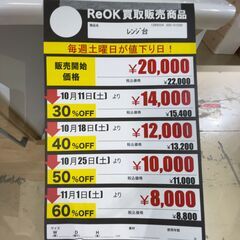 ReOK 買取販売商品
商品名
レンジ台
毎週土曜日が値下り日！
販売開始価格 ¥20,000
税込価格 ¥22,000
10月11日(土) より ¥14,000
30%OFF 税込価格 ¥15,400
10月18日(土) より ¥12,000
40%OFF 税込価格 ¥13,200
10月25日(土) より ¥10,000
50%OFF 税込価格 ¥11,000
11月1日(土) より ¥8,000
60%OFF 税込価格 ¥8,800
W D H